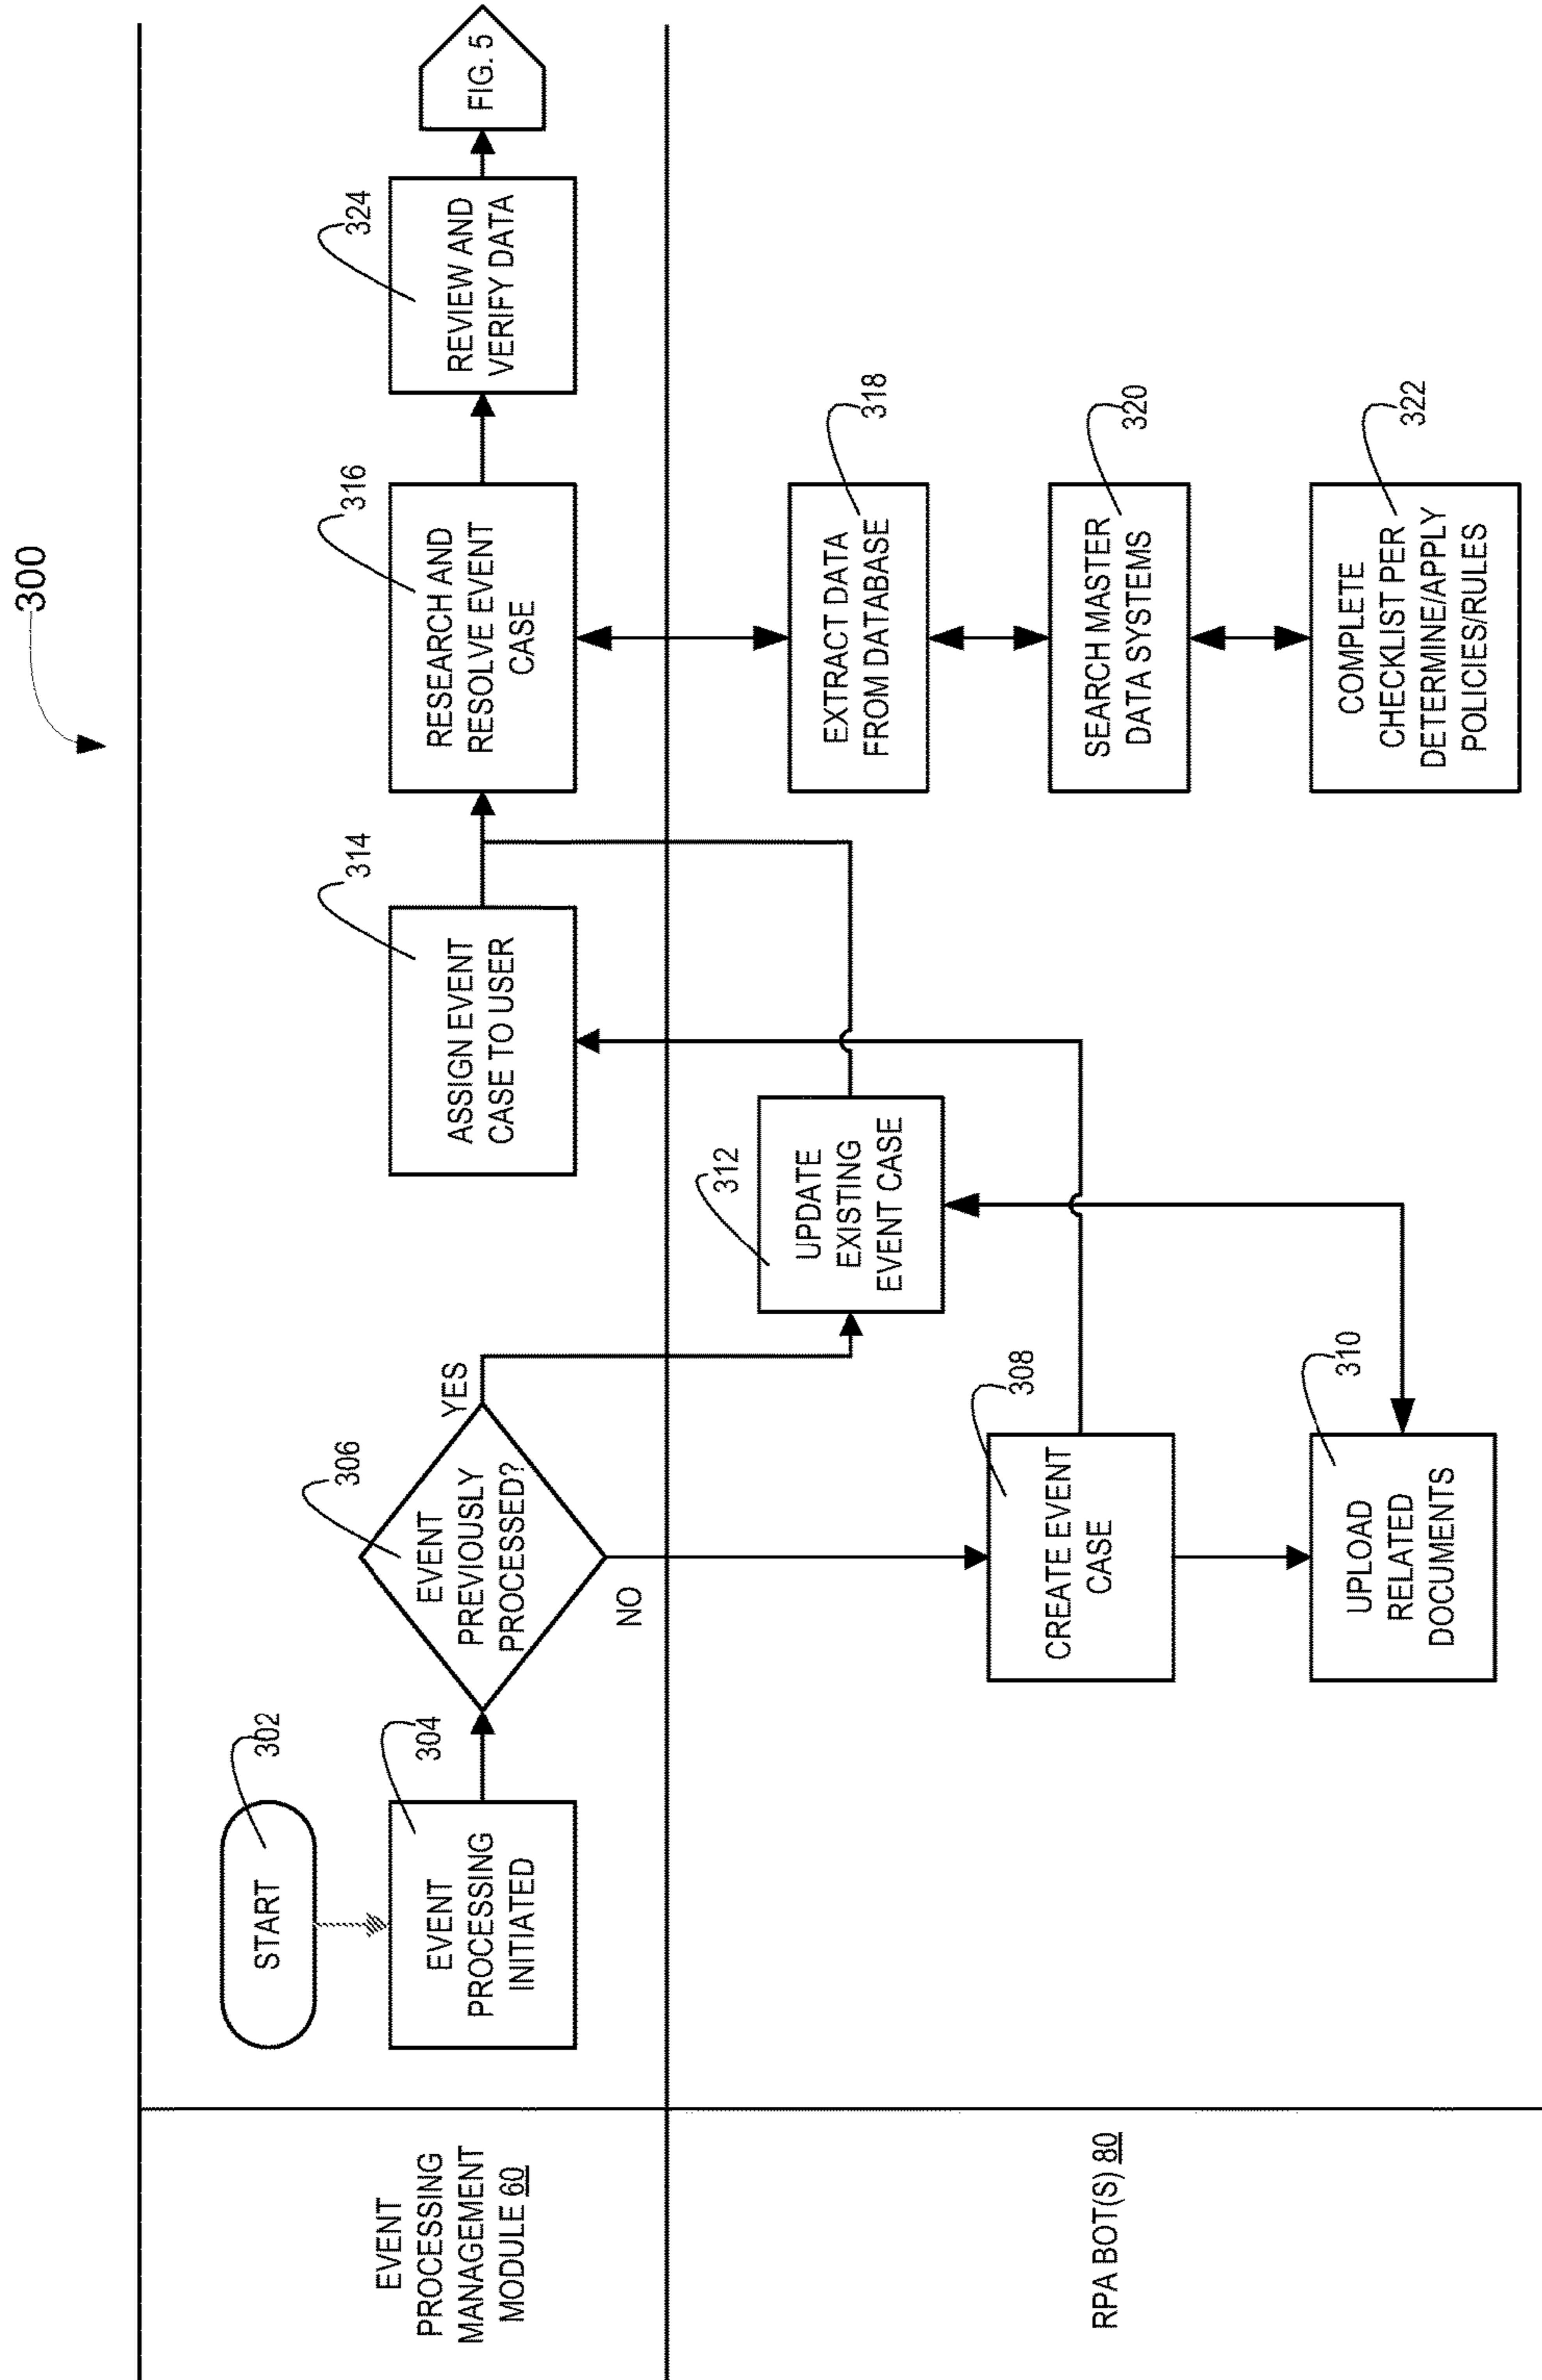 300
EVENT
PROCESSING
MANAGEMENT
MODULE 60
START
302
EVENT
PROCESSING
INITIATED
304
EVENT
PREVIOUSLY
PROCESSED?
306
YES
NO
ASSIGN EVENT
CASE TO USER
314
RESEARCH AND
RESOLVE EVENT
CASE
316
REVIEW AND
VERIFY DATA
324
FIG. 5
RPA BOT(S) 80
UPDATE
EXISTING
EVENT CASE
312
CREATE EVENT
CASE
308
UPLOAD
RELATED
DOCUMENTS
310
EXTRACT DATA
FROM DATABASE
318
SEARCH MASTER
DATA SYSTEMS
320
COMPLETE
CHECKLIST PER
DETERMINE/APPLY
POLICIES/RULES
322